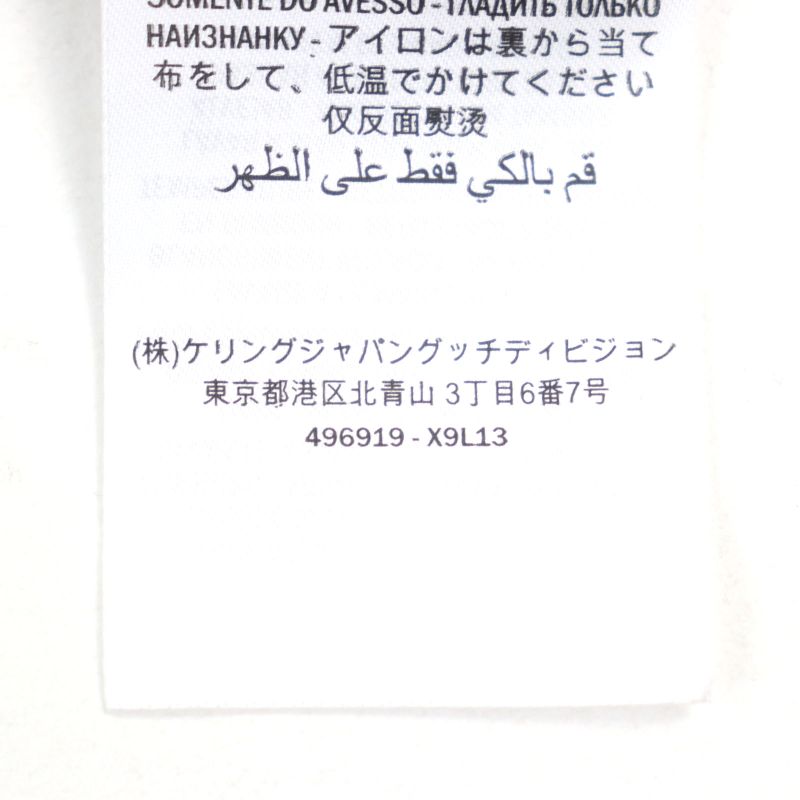 SOMENTE DO AVESSO - ГЛАДИТЬ ТОЛЬКО
НАИЗНАНКУ - アイロンは裏から当て
布をして、低温でかけてください
仅反面熨烫
قم بالكي فقط على الظهر
(株)ケリングジャパングッチディビジョン
東京都港区北青山 3丁目6番7号
496919 - X9L13